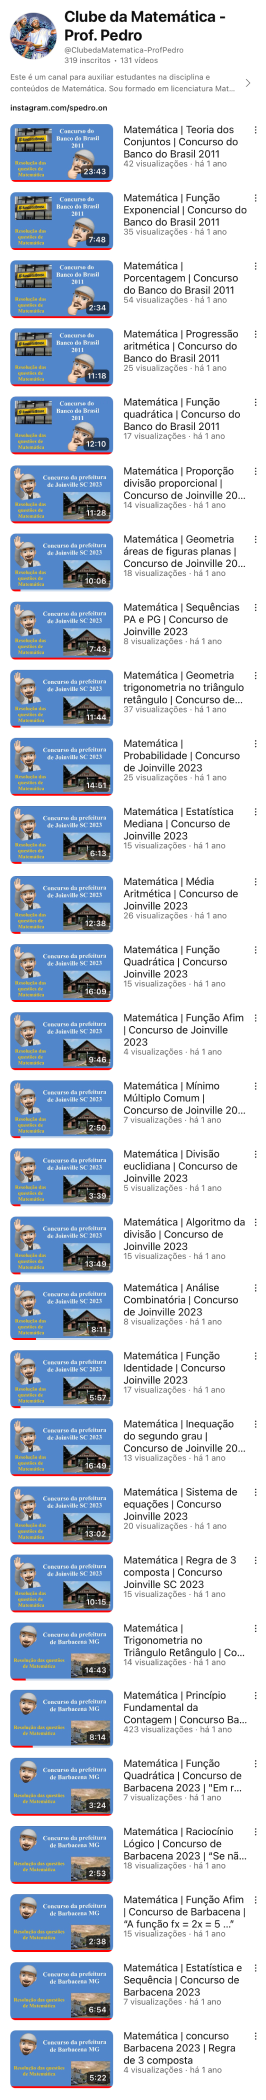 Clube da Matemática -
Prof. Pedro
@ClubedaMatematica-ProfPedro
319 inscritos • 131 vídeos
Este é um canal para auxiliar estudantes na disciplina e
conteúdos de Matemática. Sou formado em licenciatura Mat...
instagram.com/spedro.on
Concurso do
Banco do Brasil
2011
Resolução das
questões de
Matemática
23:43
Matemática | Teoria dos
Conjuntos | Concurso do
Banco do Brasil 2011
42 visualizações · há 1 ano
Concurso do
Banco do Brasil
2011
Resolução das
questões de
Matemática
7:48
Matemática | Função
Exponencial | Concurso do
Banco do Brasil 2011
35 visualizações · há 1 ano
Concurso do
Banco do Brasil
2011
Resolução das
questões de
Matemática
2:34
Matemática |
Porcentagem | Concurso
do Banco do Brasil 2011
54 visualizações · há 1 ano
Concurso do
Banco do Brasil
2011
Resolução das
questões de
Matemática
11:18
Matemática | Progressão
aritmética | Concurso do
Banco do Brasil 2011
25 visualizações · há 1 ano
Concurso do
Banco do Brasil
2011
Resolução das
questões de
Matemática
12:10
Matemática | Função
quadrática | Concurso do
Banco do Brasil 2011
17 visualizações · há 1 ano
Concurso da prefeitura
de Joinville SC 2023
Resolução das
questões de
Matemática
11:28
Matemática | Proporção
divisão proporcional |
Concurso de Joinville 20...
14 visualizações · há 1 ano
Concurso da prefeitura
de Joinville SC 2023
Resolução das
questões de
Matemática
10:06
Matemática | Geometria
áreas de figuras planas |
Concurso de Joinville 20...
18 visualizações · há 1 ano
Concurso da prefeitura
de Joinville SC 2023
Resolução das
questões de
Matemática
7:43
Matemática | Sequências
PA e PG | Concurso de
Joinville 2023
8 visualizações · há 1 ano
Concurso da prefeitura
de Joinville SC 2023
Resolução das
questões de
Matemática
11:44
Matemática | Geometria
trigonometria no triângulo
retângulo | Concurso de...
37 visualizações · há 1 ano
Concurso da prefeitura
de Joinville SC 2023
Resolução das
questões de
Matemática
14:51
Matemática |
Probabilidade | Concurso
de Joinville 2023
25 visualizações · há 1 ano
Concurso da prefeitura
de Joinville SC 2023
Resolução das
questões de
Matemática
6:13
Matemática | Estatística
Mediana | Concurso de
Joinville 2023
15 visualizações · há 1 ano
Concurso da prefeitura
de Joinville SC 2023
Resolução das
questões de
Matemática
12:38
Matemática | Média
Aritmética | Concurso de
Joinville 2023
26 visualizações · há 1 ano
Concurso da prefeitura
de Joinville SC 2023
Resolução das
questões de
Matemática
16:09
Matemática | Função
Quadrática | Concurso
Joinville 2023
15 visualizações · há 1 ano
Concurso da prefeitura
de Joinville SC 2023
Resolução das
questões de
Matemática
9:46
Matemática | Função Afim
| Concurso de Joinville
2023
4 visualizações · há 1 ano
Concurso da prefeitura
de Joinville SC 2023
Resolução das
questões de
Matemática
2:50
Matemática | Mínimo
Múltiplo Comum |
Concurso de Joinville 20...
7 visualizações · há 1 ano
Concurso da prefeitura
de Joinville SC 2023
Resolução das
questões de
Matemática
3:39
Matemática | Divisão
euclidiana | Concurso de
Joinville 2023
5 visualizações · há 1 ano
Concurso da prefeitura
de Joinville SC 2023
Resolução das
questões de
Matemática
13:49
Matemática | Algoritmo da
divisão | Concurso de
Joinville 2023
15 visualizações · há 1 ano
Concurso da prefeitura
de Joinville SC 2023
Resolução das
questões de
Matemática
8:11
Matemática | Análise
Combinatória | Concurso
de Joinville 2023
8 visualizações · há 1 ano
Concurso da prefeitura
de Joinville SC 2023
Resolução das
questões de
Matemática
5:57
Matemática | Função
Identidade | Concurso
Joinville 2023
17 visualizações · há 1 ano
Concurso da prefeitura
de Joinville SC 2023
Resolução das
questões de
Matemática
16:49
Matemática | Inequação
do segundo grau |
Concurso de Joinville 20...
13 visualizações · há 1 ano
Concurso da prefeitura
de Joinville SC 2023
Resolução das
questões de
Matemática
13:02
Matemática | Sistema de
equações | Concurso
Joinville 2023
20 visualizações · há 1 ano
Concurso da prefeitura
de Joinville SC 2023
Resolução das
questões de
Matemática
10:15
Matemática | Regra de 3
composta | Concurso
Joinville SC 2023
15 visualizações · há 1 ano
Concurso da prefeitura
de Barbacena MG
Resolução das questões
de Matemática
14:43
Matemática |
Trigonometria no
Triângulo Retângulo | Co...
14 visualizações · há 1 ano
Concurso da prefeitura
de Barbacena MG
Resolução das questões
de Matemática
8:14
Matemática | Princípio
Fundamental da
Contagem | Concurso Ba...
423 visualizações · há 1 ano
Concurso da prefeitura
de Barbacena MG
Resolução das questões
de Matemática
3:24
Matemática | Função
Quadrática | Concurso de
Barbacena 2023 | "Em r...
7 visualizações · há 1 ano
Concurso da prefeitura
de Barbacena MG
Resolução das questões
de Matemática
2:53
Matemática | Raciocínio
Lógico | Concurso de
Barbacena 2023 | “Se nã...
18 visualizações · há 1 ano
Concurso da prefeitura
de Barbacena MG
Resolução das questões
de Matemática
2:38
Matemática | Função Afim
| Concurso de Barbacena |
“A função fx = 2x = 5 ...”
15 visualizações · há 1 ano
Concurso da prefeitura
de Barbacena MG
Resolução das questões
de Matemática
6:54
Matemática | Estatística e
Sequência | Concurso de
Barbacena 2023
7 visualizações · há 1 ano
Concurso da prefeitura
de Barbacena MG
Resolução das questões
de Matemática
5:22
Matemática | concurso
Barbacena 2023 | Regra
de 3 composta
4 visualizações · há 1 ano